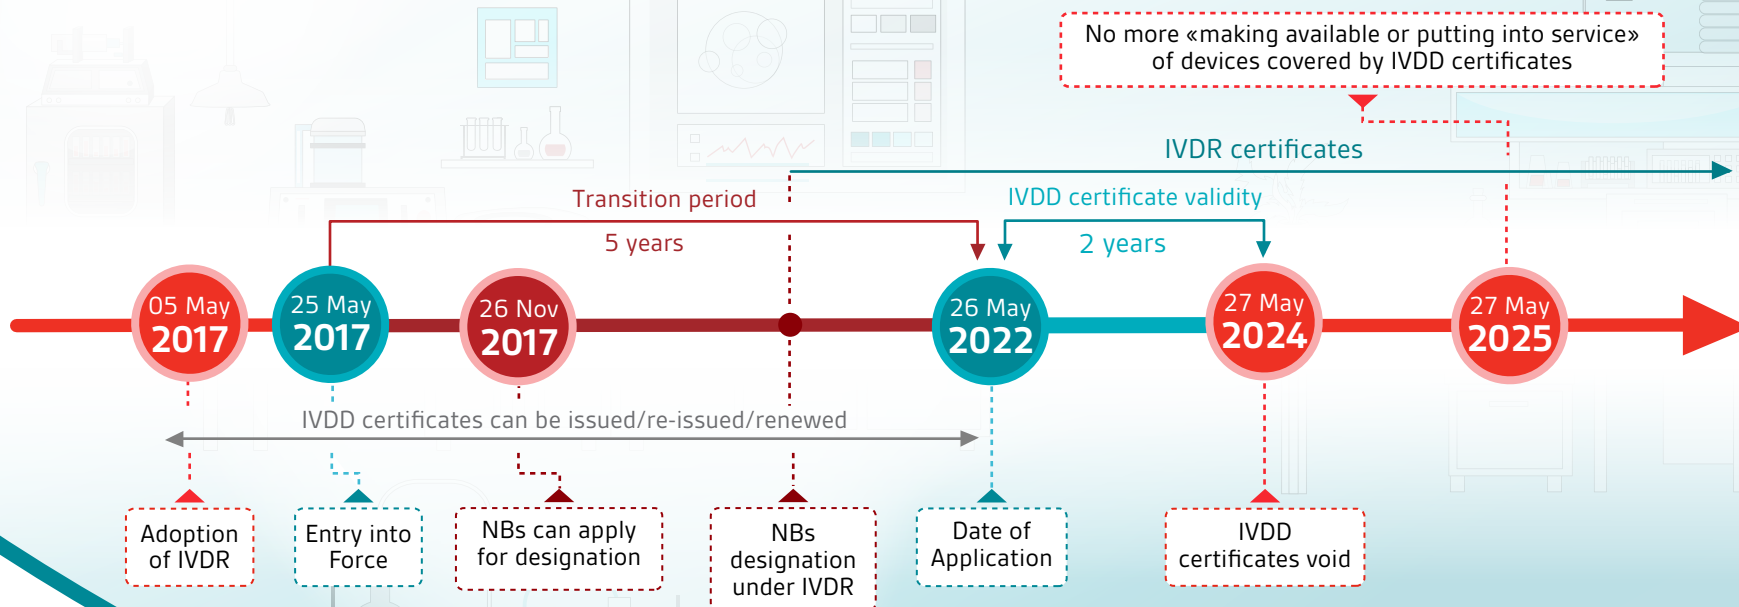 No more «making available or putting into service»
of devices covered by IVDD certificates
IVDR certificates
Transition period
5 years
IVDD certificate validity
2 years
05 May
2017
25 May
2017
26 Nov
2017
26 May
2022
27 May
2024
27 May
2025
IVDD certificates can be issued/re-issued/renewed
Adoption
of IVDR
Entry into
Force
NBs can apply
for designation
NBs
designation
under IVDR
Date of
Application
IVDD
certificates void